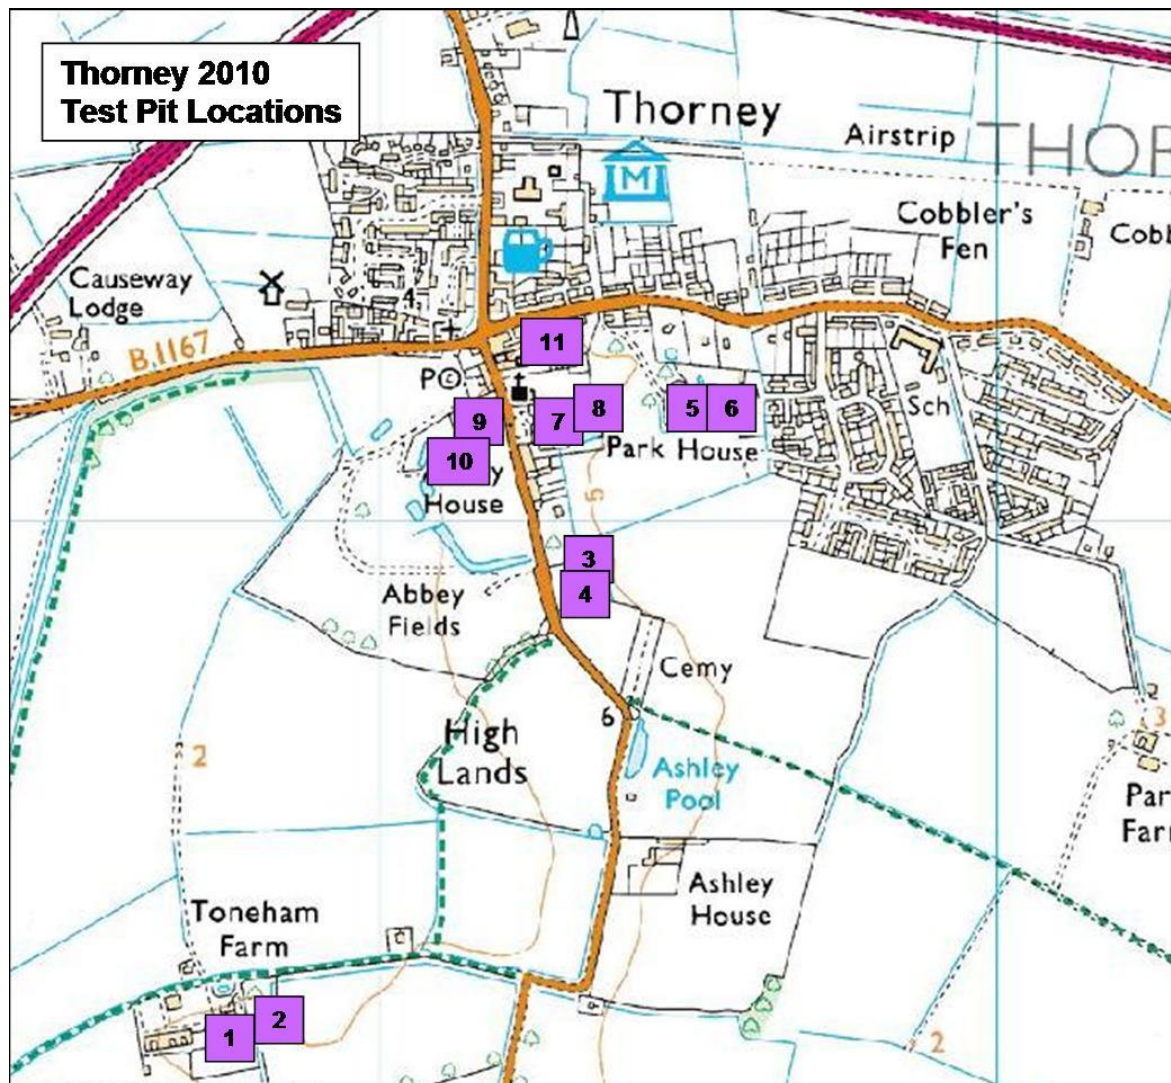 Thorney 2010
Test Pit Locations
Thorney
Airstrip
THOR
M
Cobbler's
Fen
Cobb
Causeway
Lodge
4
B.1167
11
PO
9
7
8
5
6
Sch
Park House
10
House
5
3
4
Abbey
Fields
Cemy
6
High
Lands
2
Ashley
Pool
3
Par
Farm
Ashley
House
Toneham
Farm
1
2
2